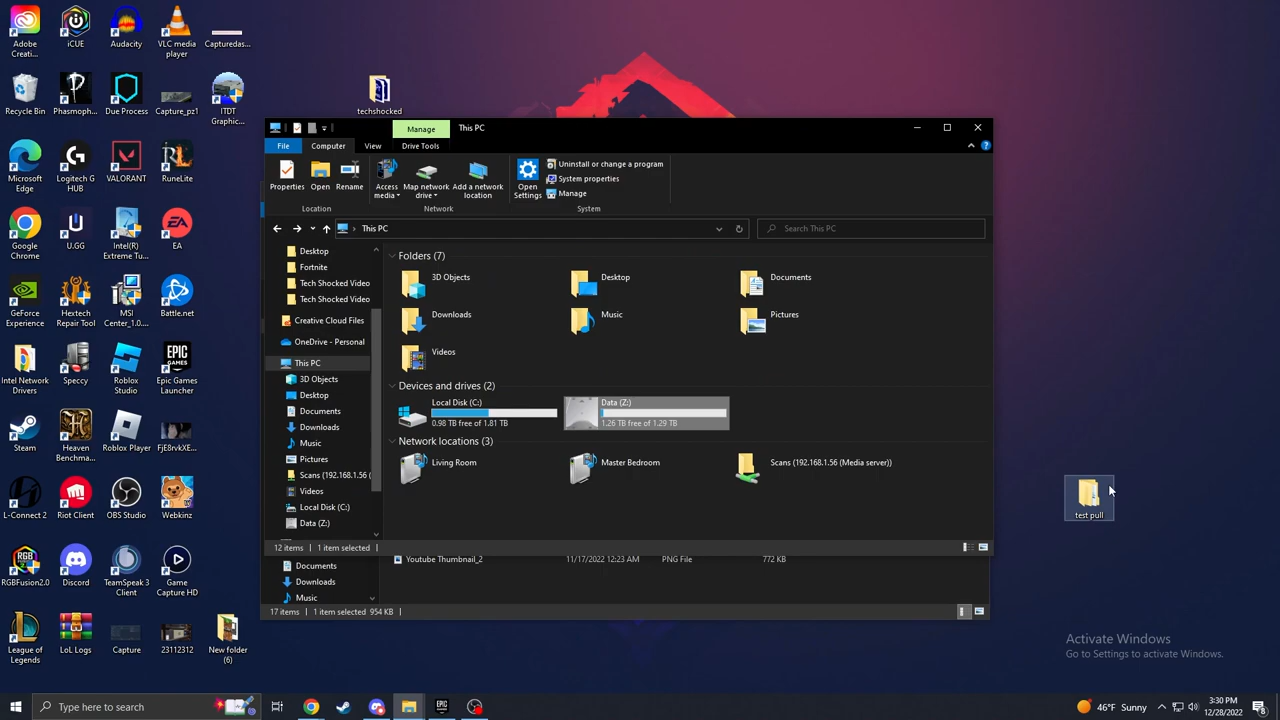 Adobe
Creati...
iCUE
Audacity
VLC media
player
Capturedas...
Recycle Bin
Phasmoph...
Due Process
Capture_pz1
ITDT
Graphic...
techshocked
Microsoft
Edge
Logitech G
HUB
VALORANT
RuneLite
Google
Chrome
U.GG
Intel(R)
Extreme Tu...
EA
GeForce
Experience
Hextech
Repair Tool
MSI
Center_1.0....
Battle.net
Intel Network
Drivers
Speccy
Roblox
Studio
Epic Games
Launcher
Steam
Heaven
Benchma...
Roblox Player
FjE8rvkXE...
L-Connect 2
Riot Client
OBS Studio
Webkinz
RGBFusion2.0
Discord
TeamSpeak 3
Client
Game
Capture HD
League of
Legends
LoL Logs
Capture
23112312
New folder
(6)
Manage
This PC
File
Computer
View
Drive Tools
Properties
Open
Rename
Access
media
Map network
drive
Add a network
location
Open
Settings
Uninstall or change a program
System properties
Manage
Location
Network
System
This PC
Search This PC
Desktop
Fortnite
Tech Shocked Video
Tech Shocked Video
Creative Cloud Files
OneDrive - Personal
This PC
3D Objects
Desktop
Documents
Downloads
Music
Pictures
Scans (192.168.1.56 (
Videos
Local Disk (C:)
Data (Z:)
Folders (7)
3D Objects
Desktop
Documents
Downloads
Music
Pictures
Videos
Devices and drives (2)
Local Disk (C:)
0.98 TB free of 1.81 TB
Data (Z:)
1.26 TB free of 1.29 TB
Network locations (3)
Living Room
Master Bedroom
Scans (192.168.1.56 (Media server))
12 items
1 item selected
Documents
Downloads
Music
Youtube Thumbnail_2
11/17/2022 12:23 AM
PNG File
772 KB
17 items
1 item selected 954 KB
test pull
Activate Windows
Go to Settings to activate Windows.
Type here to search
46°F Sunny
3:30 PM
12/28/2022
8